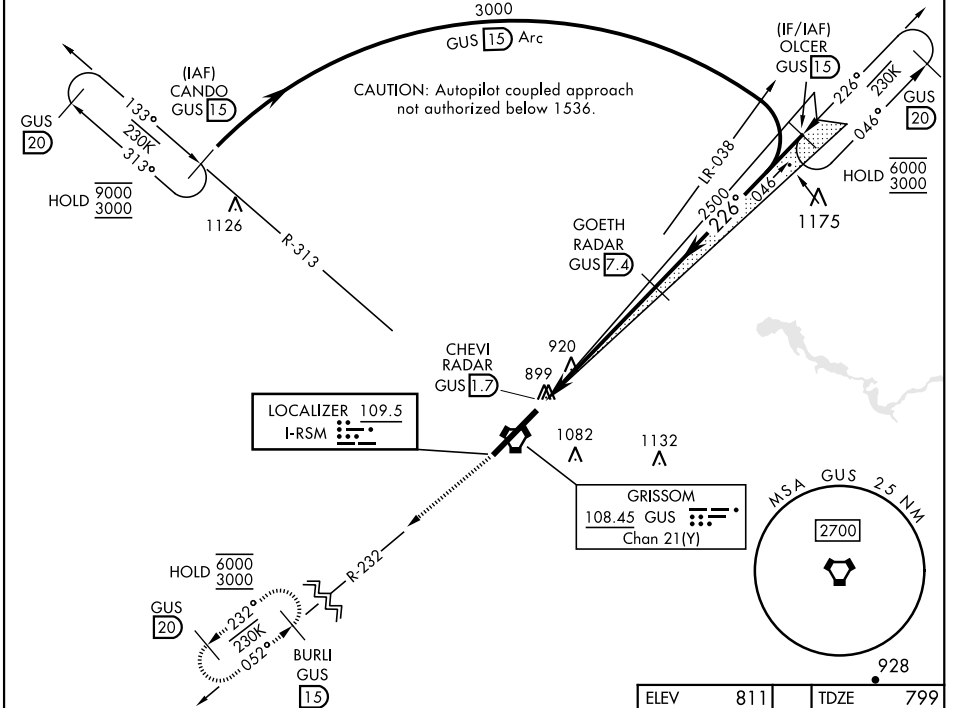 3000
GUS 15 Arc
(IAF)
CANDO
GUS 15
CAUTION: Autopilot coupled approach
not authorized below 1536.
(IF/IAF)
OLCER
GUS 15
226°
230K
046°
GUS
20
HOLD 6000
3000
GUS
20
133°
230K
313°
HOLD 9000
3000
1126
R-313
LR-038
2500
226°
046
1175
GOETH
RADAR
GUS 7.4
CHEVI
RADAR
GUS 1.7
920
899
LOCALIZER 109.5
I-RSM
1082
1132
GRISSOM
108.45 GUS
Chan 21(Y)
MSA GUS 25 NM
2700
R-232
HOLD 6000
3000
GUS
20
232°
230K
052°
BURLI
GUS
15
928
ELEV 811
TDZE 799